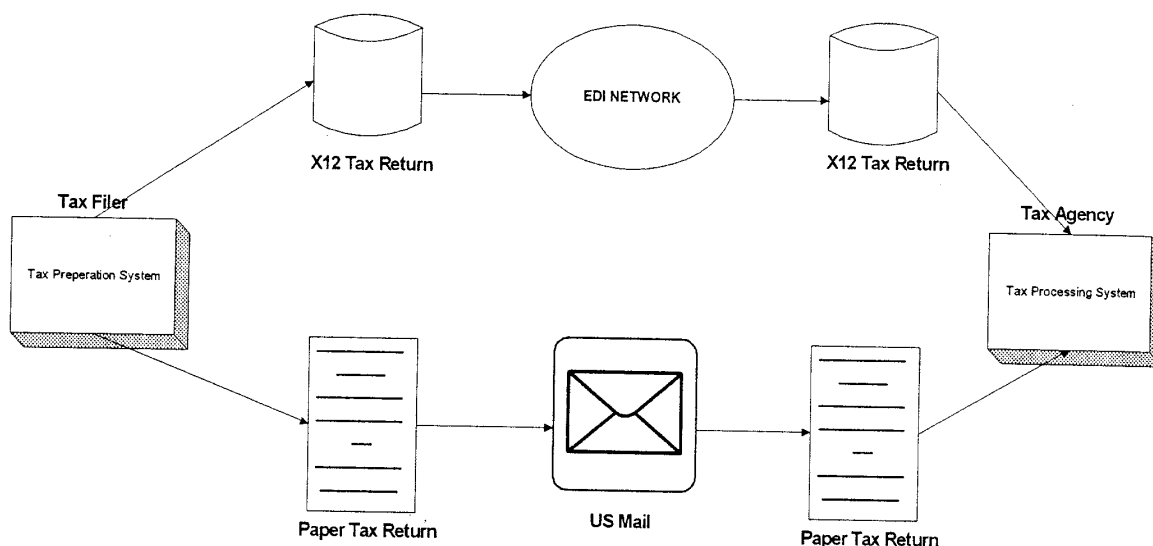 EDI NETWORK
X12 Tax Return
X12 Tax Return
Tax Filer
Tax Agency
Tax Preperation System
Tax Processing System
Paper Tax Return
US Mail
Paper Tax Return